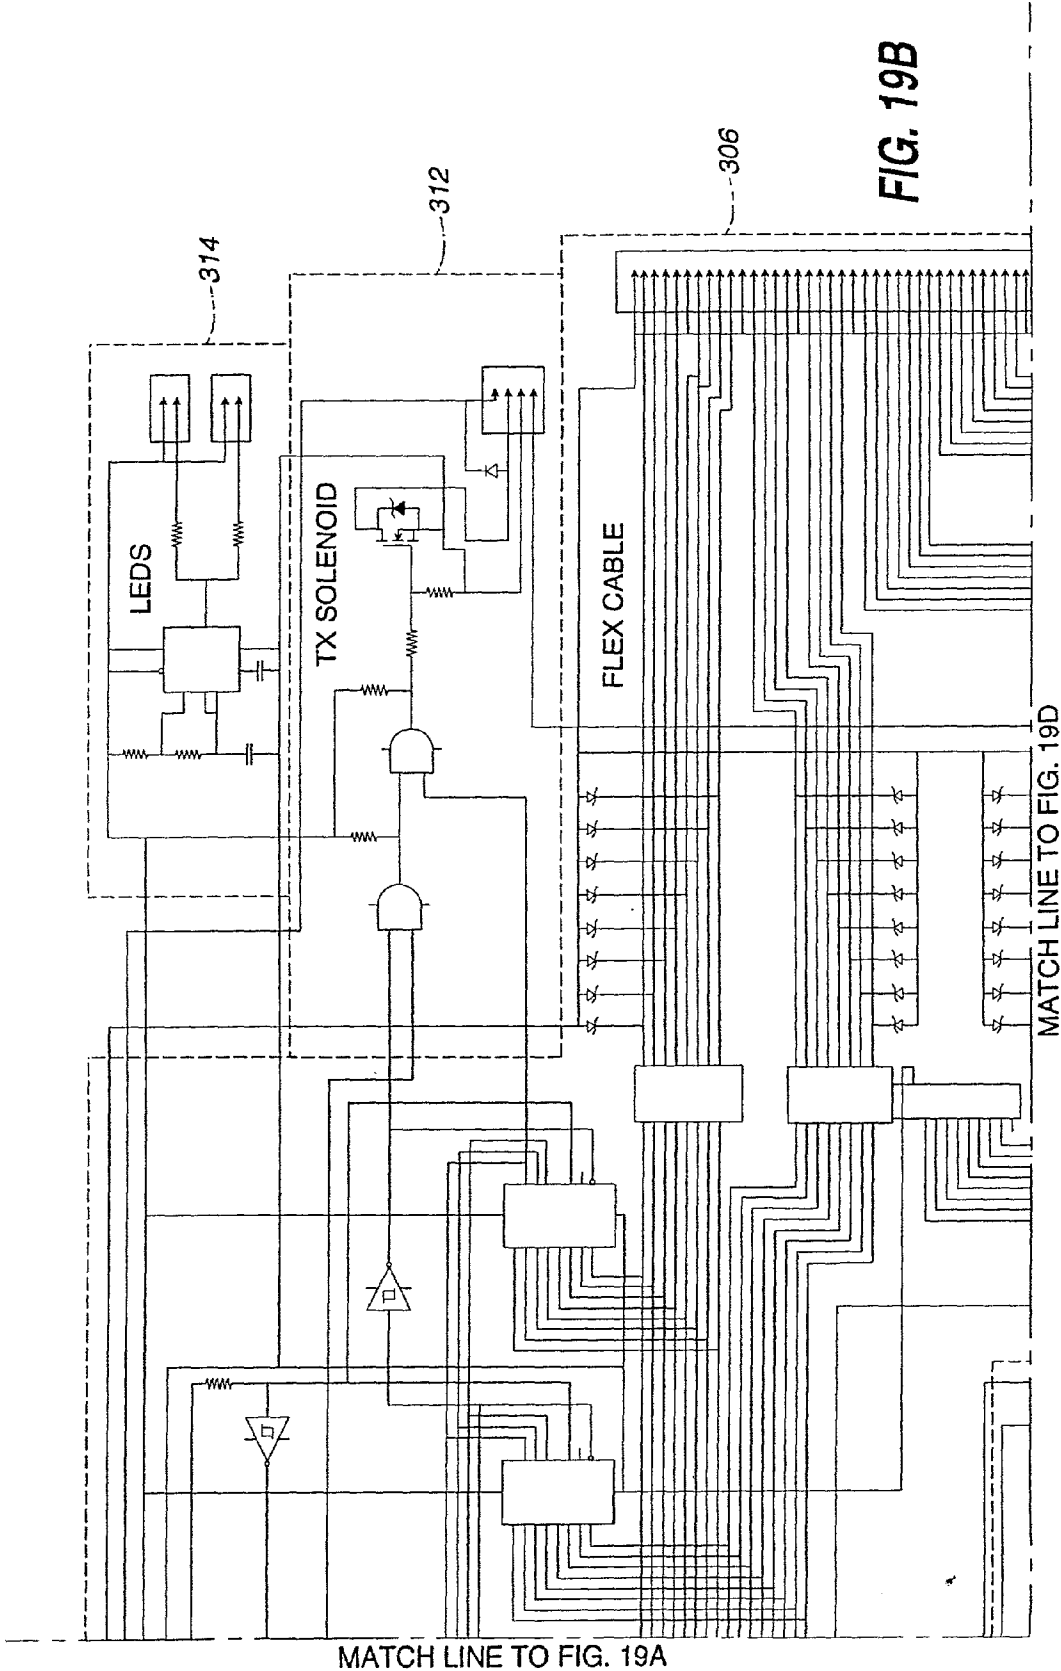 314
312
306
FIG. 19B
LEDS
TX SOLENOID
FLEX CABLE
MATCH LINE TO FIG. 19D
MATCH LINE TO FIG. 19A